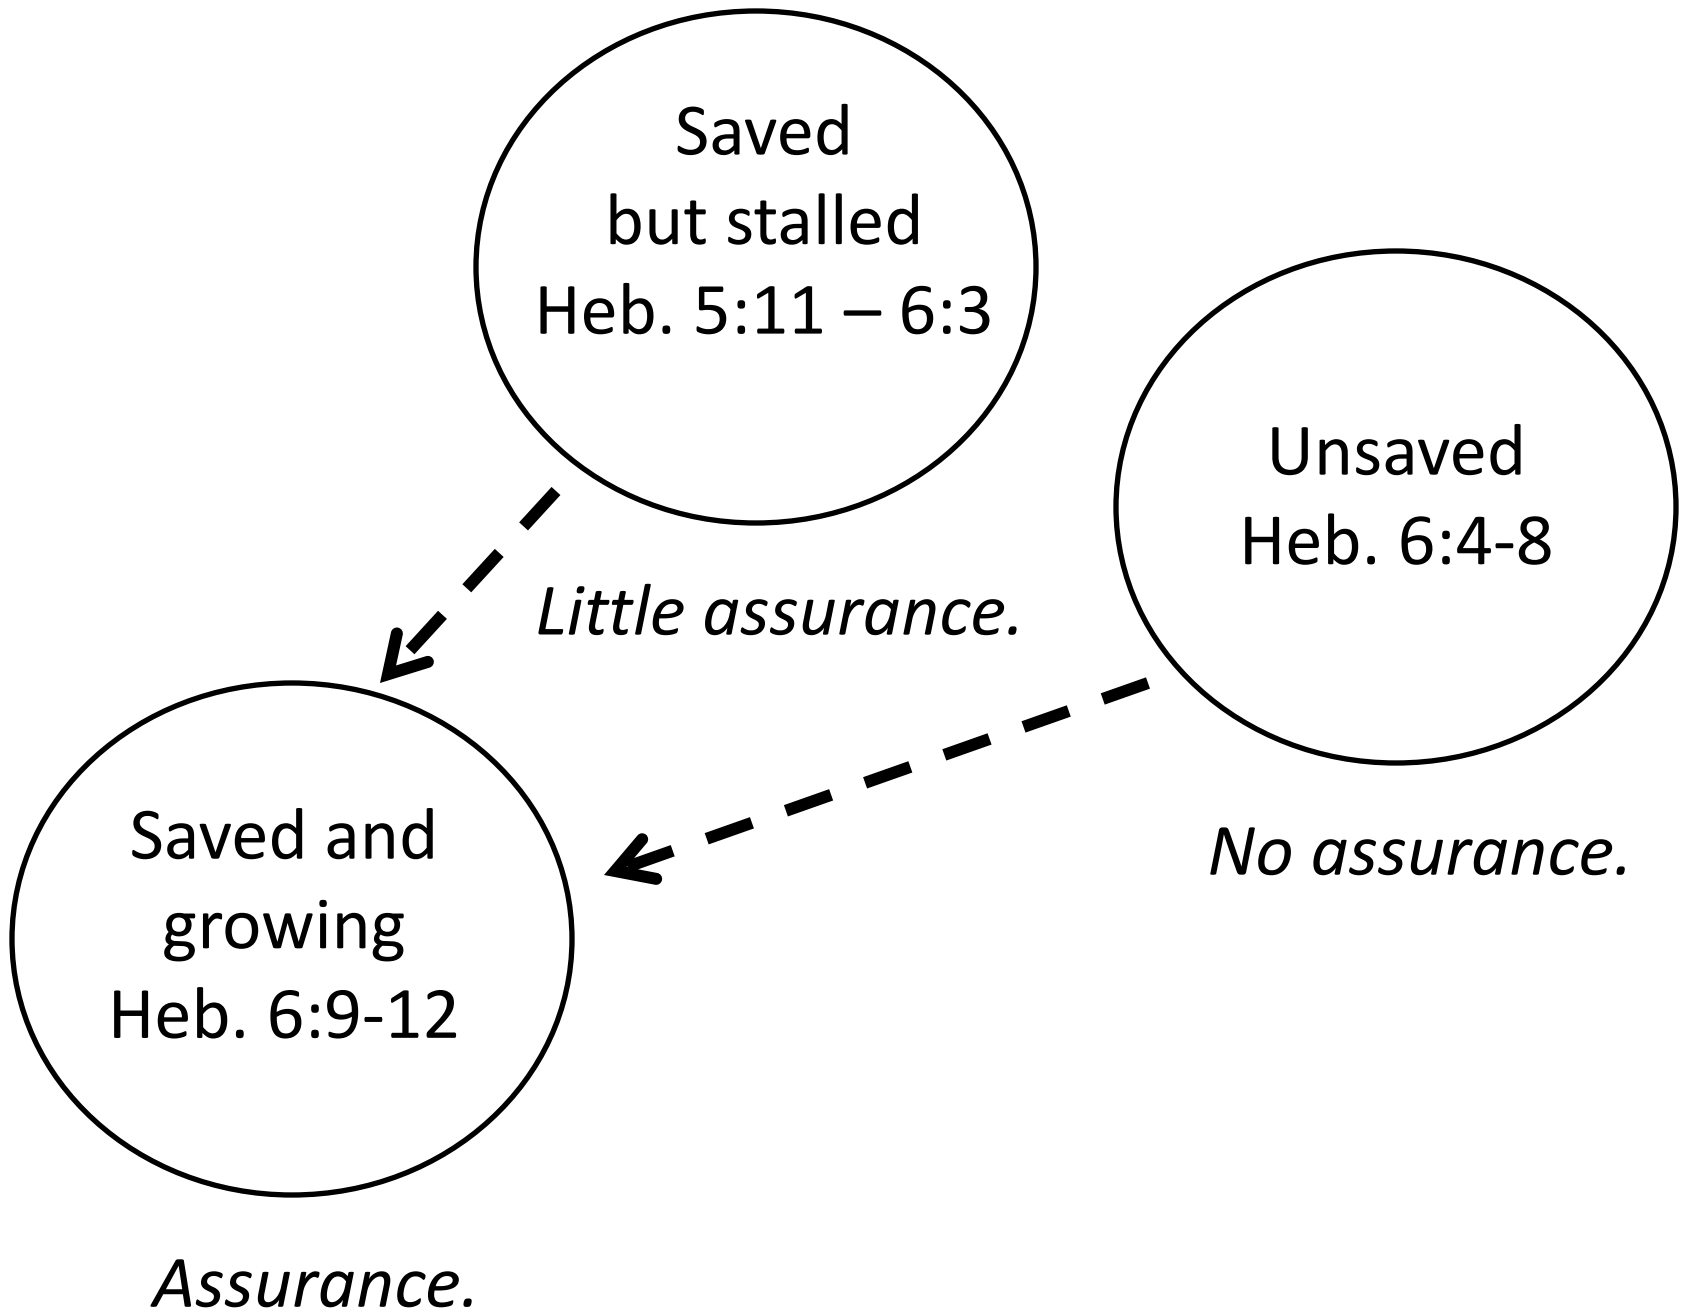 Saved
but stalled
Heb. 5:11 – 6:3
Little assurance.
Unsaved
Heb. 6:4-8
No assurance.
Saved and
growing
Heb. 6:9-12
Assurance.